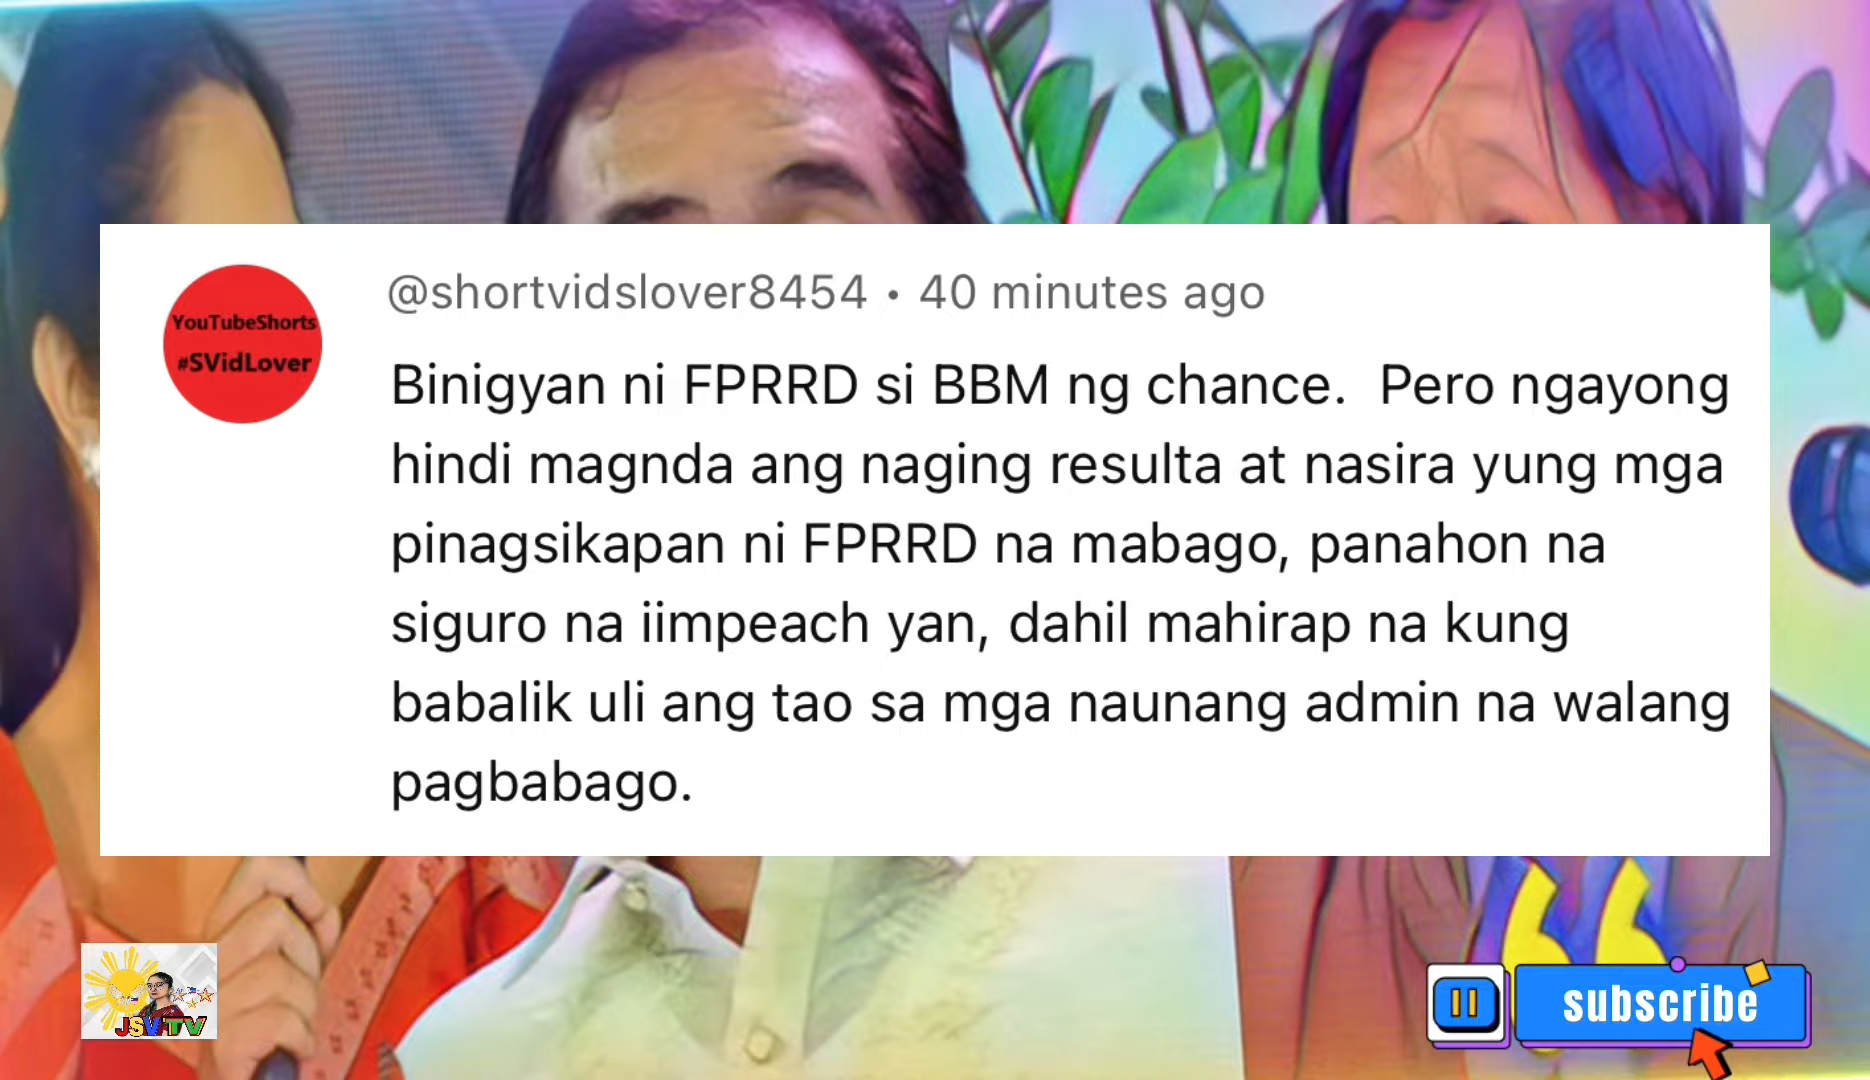 YouTubeShorts
#SVidLover
@shortvidslover8454 • 40 minutes ago
Binigyan ni FPRRD si BBM ng chance.  Pero ngayong
hindi magnda ang naging resulta at nasira yung mga
pinagsikapan ni FPRRD na mabago, panahon na
siguro na iimpeach yan, dahil mahirap na kung
babalik uli ang tao sa mga naunang admin na walang
pagbabago.
JSV TV
subscribe